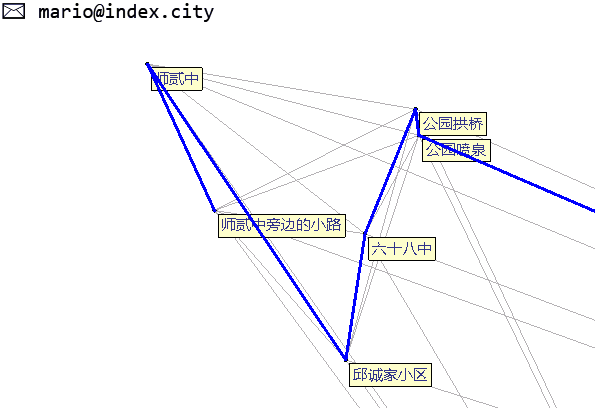 mario@index.city
师贰中
公园拱桥
公园喷泉
师贰中旁边的小路
六十八中
邱诚家小区